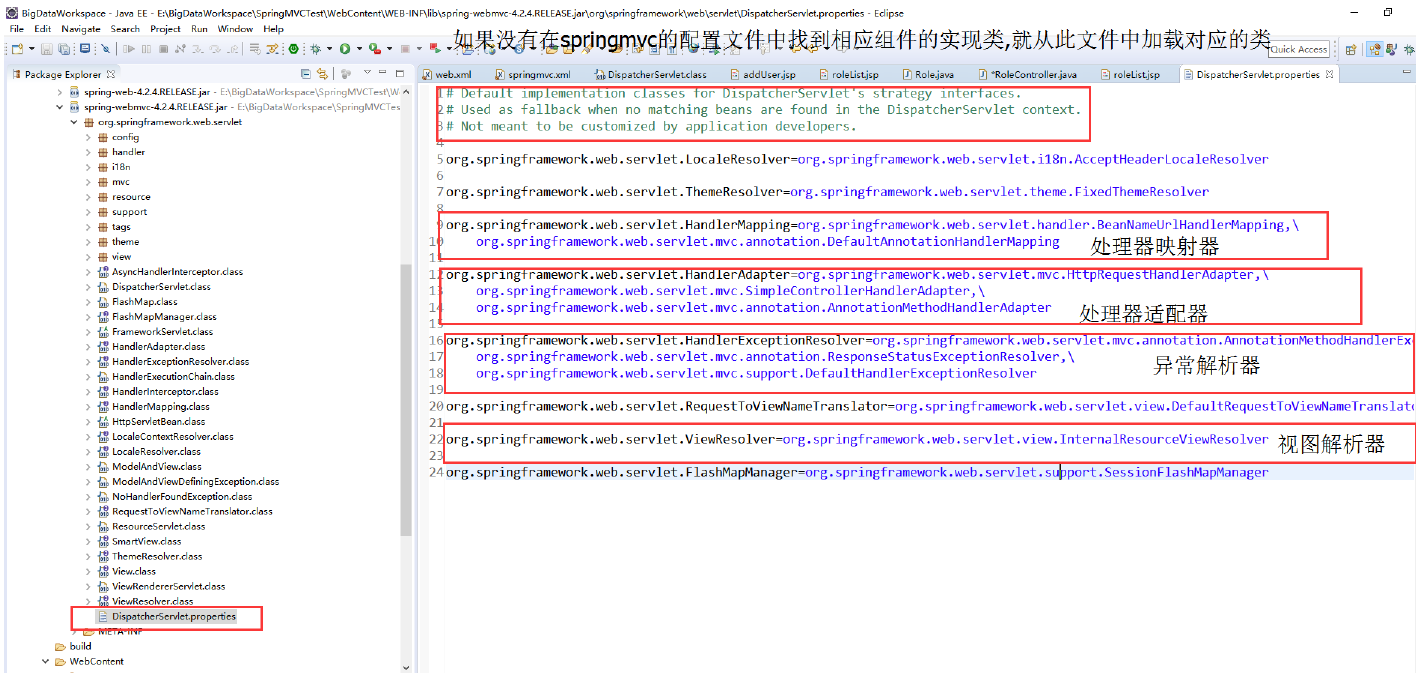 BigDataWorkspace - Java EE - E:\BigDataWorkspace\SpringMVCTest\WebContent\WEB-INF\lib\spring-webmvc-4.2.4.RELEASE.jar\org\springframework\web\servlet\DispatcherServlet.properties - Eclipse
File Edit Navigate Search Project Run Window Help
如果没有在springmvc的配置文件中找到相应组件的实现类,就从此文件中加载对应的类
Quick Access
Package Explorer
web.xml springmvc.xml DispatcherServlet.class addUser.jsp roleList.jsp Role.java *RoleController.java roleList.jsp DispatcherServlet.properties
spring-web-4.2.4.RELEASE.jar - E:\BigDataWorkspace\SpringMVCTest\W
spring-webmvc-4.2.4.RELEASE.jar - E:\BigDataWorkspace\SpringMVCTes
org.springframework.web.servlet
config
handler
i18n
mvc
resource
support
tags
theme
view
AsyncHandlerInterceptor.class
DispatcherServlet.class
FlashMap.class
FlashMapManager.class
FrameworkServlet.class
HandlerAdapter.class
HandlerExceptionResolver.class
HandlerExecutionChain.class
HandlerInterceptor.class
HandlerMapping.class
HttpServletBean.class
LocaleContextResolver.class
LocaleResolver.class
ModelAndView.class
ModelAndViewDefiningException.class
NoHandlerFoundException.class
RequestToViewNameTranslator.class
ResourceServlet.class
SmartView.class
ThemeResolver.class
View.class
ViewRendererServlet.class
ViewResolver.class
DispatcherServlet.properties
META-INF
build
WebContent
1 # Default implementation classes for DispatcherServlet's strategy interfaces.
2 # Used as fallback when no matching beans are found in the DispatcherServlet context.
3 # Not meant to be customized by application developers.
4
5 org.springframework.web.servlet.LocaleResolver=org.springframework.web.servlet.i18n.AcceptHeaderLocaleResolver
6
7 org.springframework.web.servlet.ThemeResolver=org.springframework.web.servlet.theme.FixedThemeResolver
8
org.springframework.web.servlet.HandlerMapping=org.springframework.web.servlet.handler.BeanNameUrlHandlerMapping,\
10 org.springframework.web.servlet.mvc.annotation.DefaultAnnotationHandlerMapping 处理器映射器
11
12 org.springframework.web.servlet.HandlerAdapter=org.springframework.web.servlet.mvc.HttpRequestHandlerAdapter,\
13 org.springframework.web.servlet.mvc.SimpleControllerHandlerAdapter,\
14 org.springframework.web.servlet.mvc.annotation.AnnotationMethodHandlerAdapter 处理器适配器
15
16 org.springframework.web.servlet.HandlerExceptionResolver=org.springframework.web.servlet.mvc.annotation.AnnotationMethodHandlerEx
17 org.springframework.web.servlet.mvc.annotation.ResponseStatusExceptionResolver,\
18 org.springframework.web.servlet.mvc.support.DefaultHandlerExceptionResolver 异常解析器
19
20 org.springframework.web.servlet.RequestToViewNameTranslator=org.springframework.web.servlet.view.DefaultRequestToViewNameTranslato
21
22 org.springframework.web.servlet.ViewResolver=org.springframework.web.servlet.view.InternalResourceViewResolver 视图解析器
23
24 org.springframework.web.servlet.FlashMapManager=org.springframework.web.servlet.support.SessionFlashMapManager